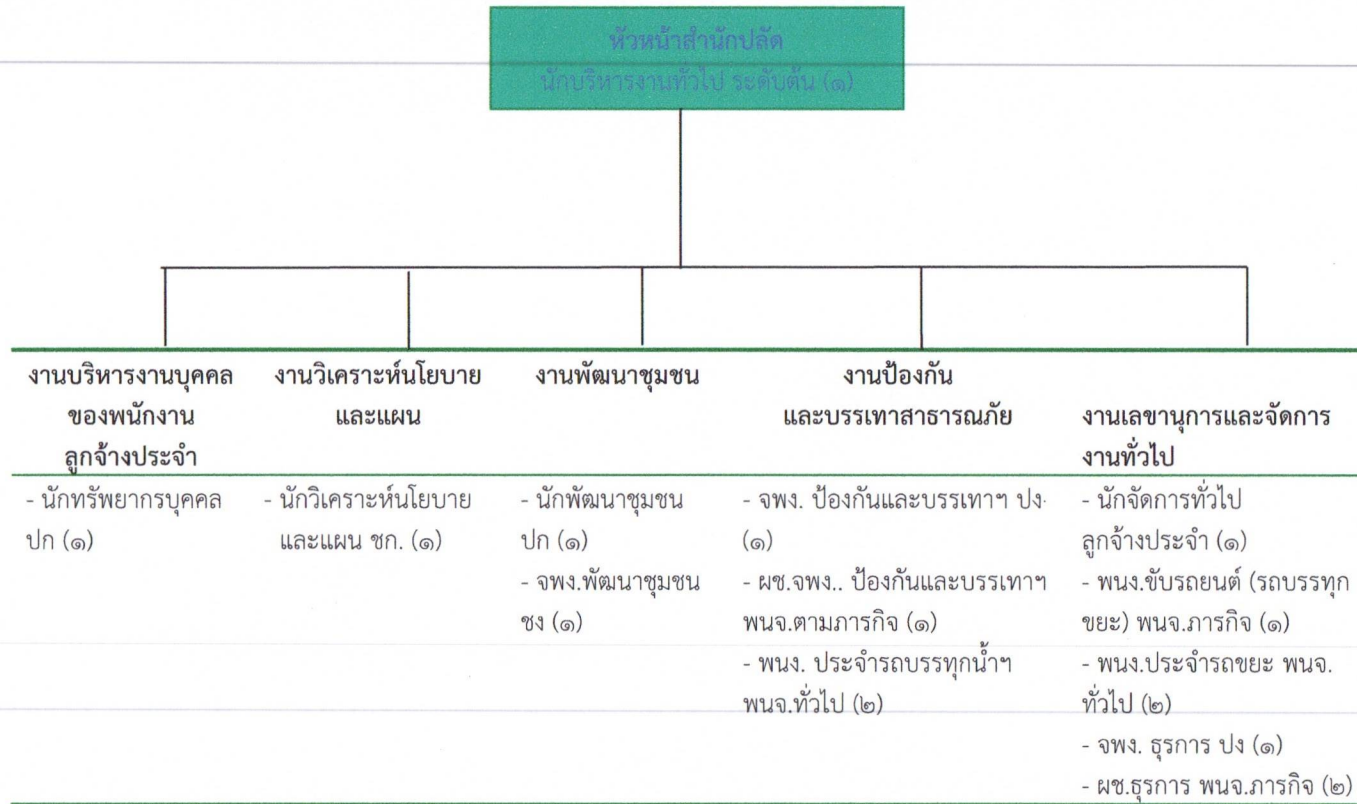 หัวหน้าสำนักปลัด
นักบริหารงานทั่วไป ระดับต้น (๑)
งานบริหารงานบุคคล
ของพนักงาน
ลูกจ้างประจำ
งานวิเคราะห์นโยบาย
และแผน
งานพัฒนาชุมชน
งานป้องกัน
และบรรเทาสาธารณภัย
งานเลขานุการและจัดการ
งานทั่วไป
- นักทรัพยากรบุคคล
ปก (๑)
- นักวิเคราะห์นโยบาย
และแผน ชก. (๑)
- นักพัฒนาชุมชน
ปก (๑)
- จพง.พัฒนาชุมชน
ชง (๑)
- จพง. ป้องกันและบรรเทาฯ ปง.
(๑)
- ผช.จพง.. ป้องกันและบรรเทาฯ
พนจ.ตามภารกิจ (๑)
- พนง. ประจำรถบรรทุกน้ำฯ
พนจ.ทั่วไป (๒)
- นักจัดการทั่วไป
ลูกจ้างประจำ (๑)
- พนง.ขับรถยนต์ (รถบรรทุก
ขยะ) พนจ.ภารกิจ (๑)
- พนง.ประจำรถขยะ พนจ.
ทั่วไป (๒)
- จพง. ธุรการ ปง (๑)
- ผช.ธุรการ พนจ.ภารกิจ (๒)